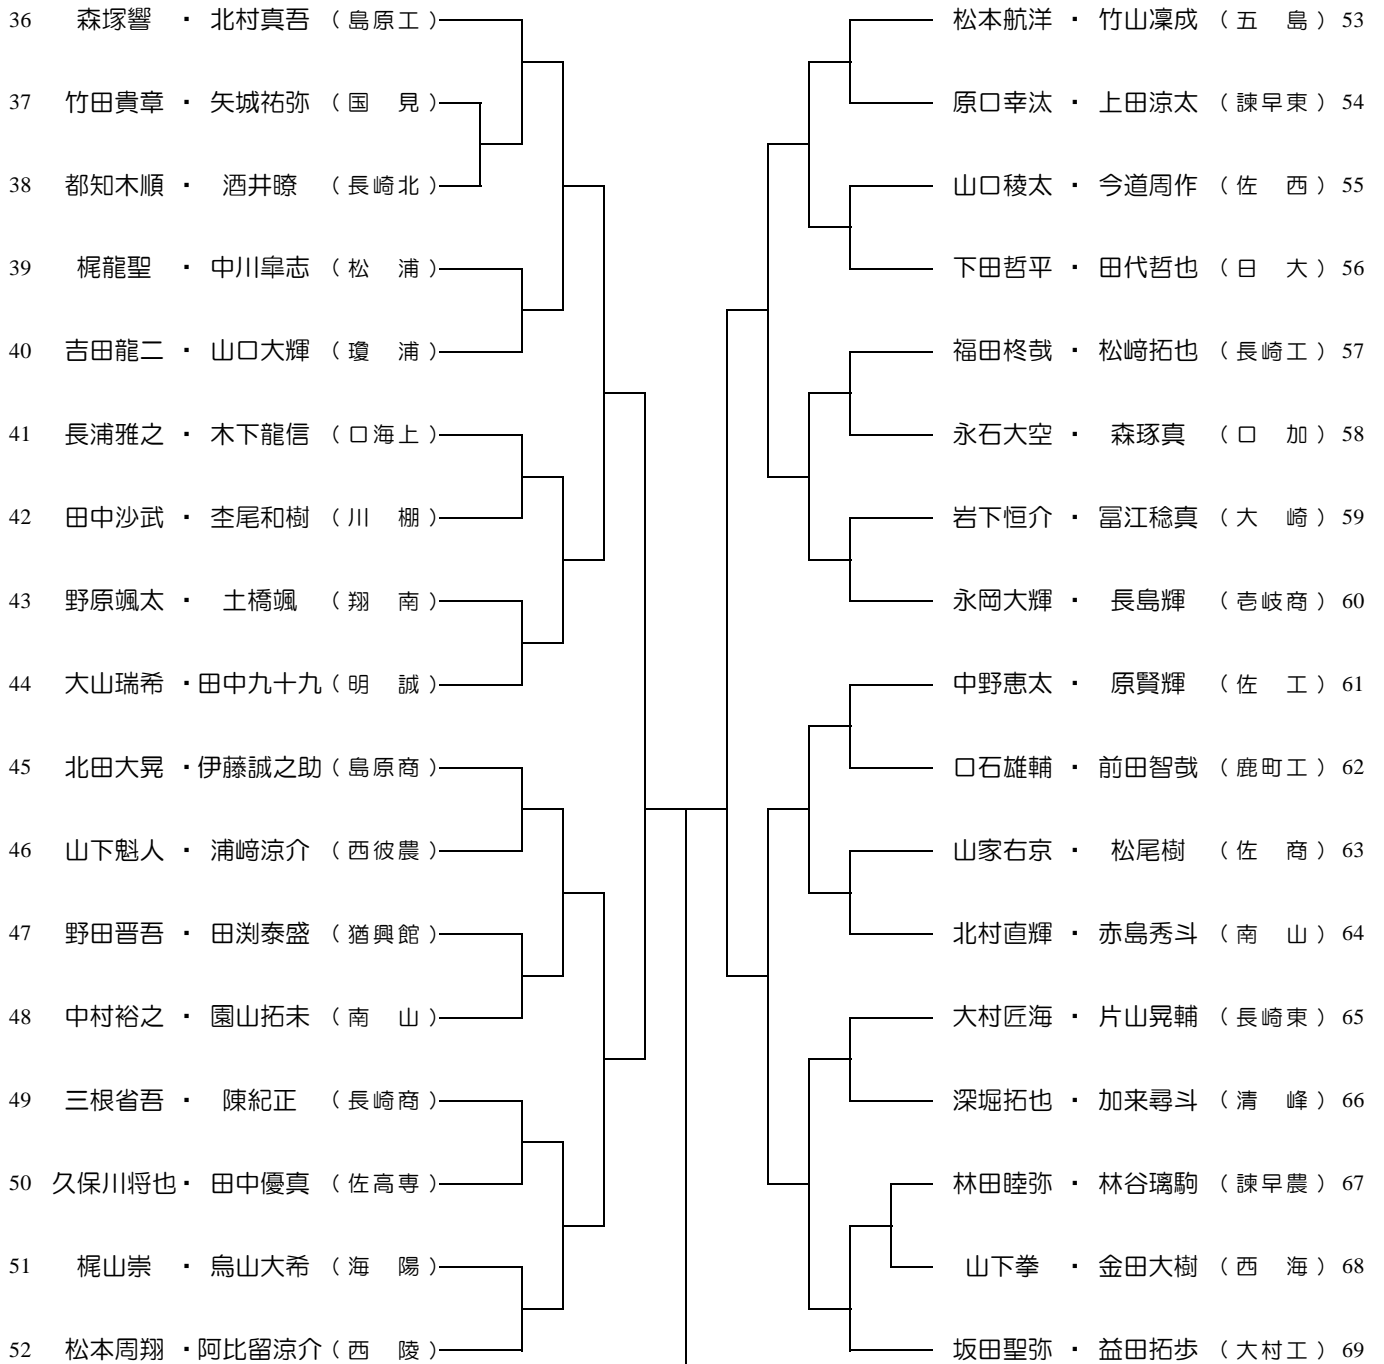 36 森塚響 ・ 北村真吾 （島原工）
37 竹田貴章 ・ 矢城祐弥 （国　見）
38 都知木順 ・ 酒井瞭 （長崎北）
39 梶龍聖 ・ 中川皐志 （松　浦）
40 吉田龍二 ・ 山口大輝 （瓊　浦）
41 長浦雅之 ・ 木下龍信 （口海上）
42 田中沙武 ・ 杢尾和樹 （川　棚）
43 野原颯太 ・ 土橋颯 （翔　南）
44 大山瑞希 ・田中九十九（明　誠）
45 北田大晃 ・伊藤誠之助（島原商）
46 山下魁人 ・ 浦﨑涼介 （西彼農）
47 野田晋吾 ・ 田渕泰盛 （猶興館）
48 中村裕之 ・ 園山拓未 （南　山）
49 三根省吾 ・ 陳紀正 （長崎商）
50 久保川将也・ 田中優真 （佐高専）
51 梶山崇 ・ 烏山大希 （海　陽）
52 松本周翔 ・阿比留涼介（西　陵）
松本航洋 ・ 竹山凜成 （五　島） 53
原口幸汰 ・ 上田涼太 （諫早東） 54
山口稜太 ・ 今道周作 （佐　西） 55
下田哲平 ・ 田代哲也 （日　大） 56
福田柊哉 ・ 松﨑拓也 （長崎工） 57
永石大空 ・ 森琢真 （口　加） 58
岩下恒介 ・ 冨江稔真 （大　崎） 59
永岡大輝 ・ 長島輝 （壱岐商） 60
中野恵太 ・ 原賢輝 （佐　工） 61
口石雄輔 ・ 前田智哉 （鹿町工） 62
山家右京 ・ 松尾樹 （佐　商） 63
北村直輝 ・ 赤島秀斗 （南　山） 64
大村匠海 ・ 片山晃輔 （長崎東） 65
深堀拓也 ・ 加来尋斗 （清　峰） 66
林田睦弥 ・ 林谷璃駒 （諫早農） 67
山下拳 ・ 金田大樹 （西　海） 68
坂田聖弥 ・ 益田拓歩 （大村工） 69